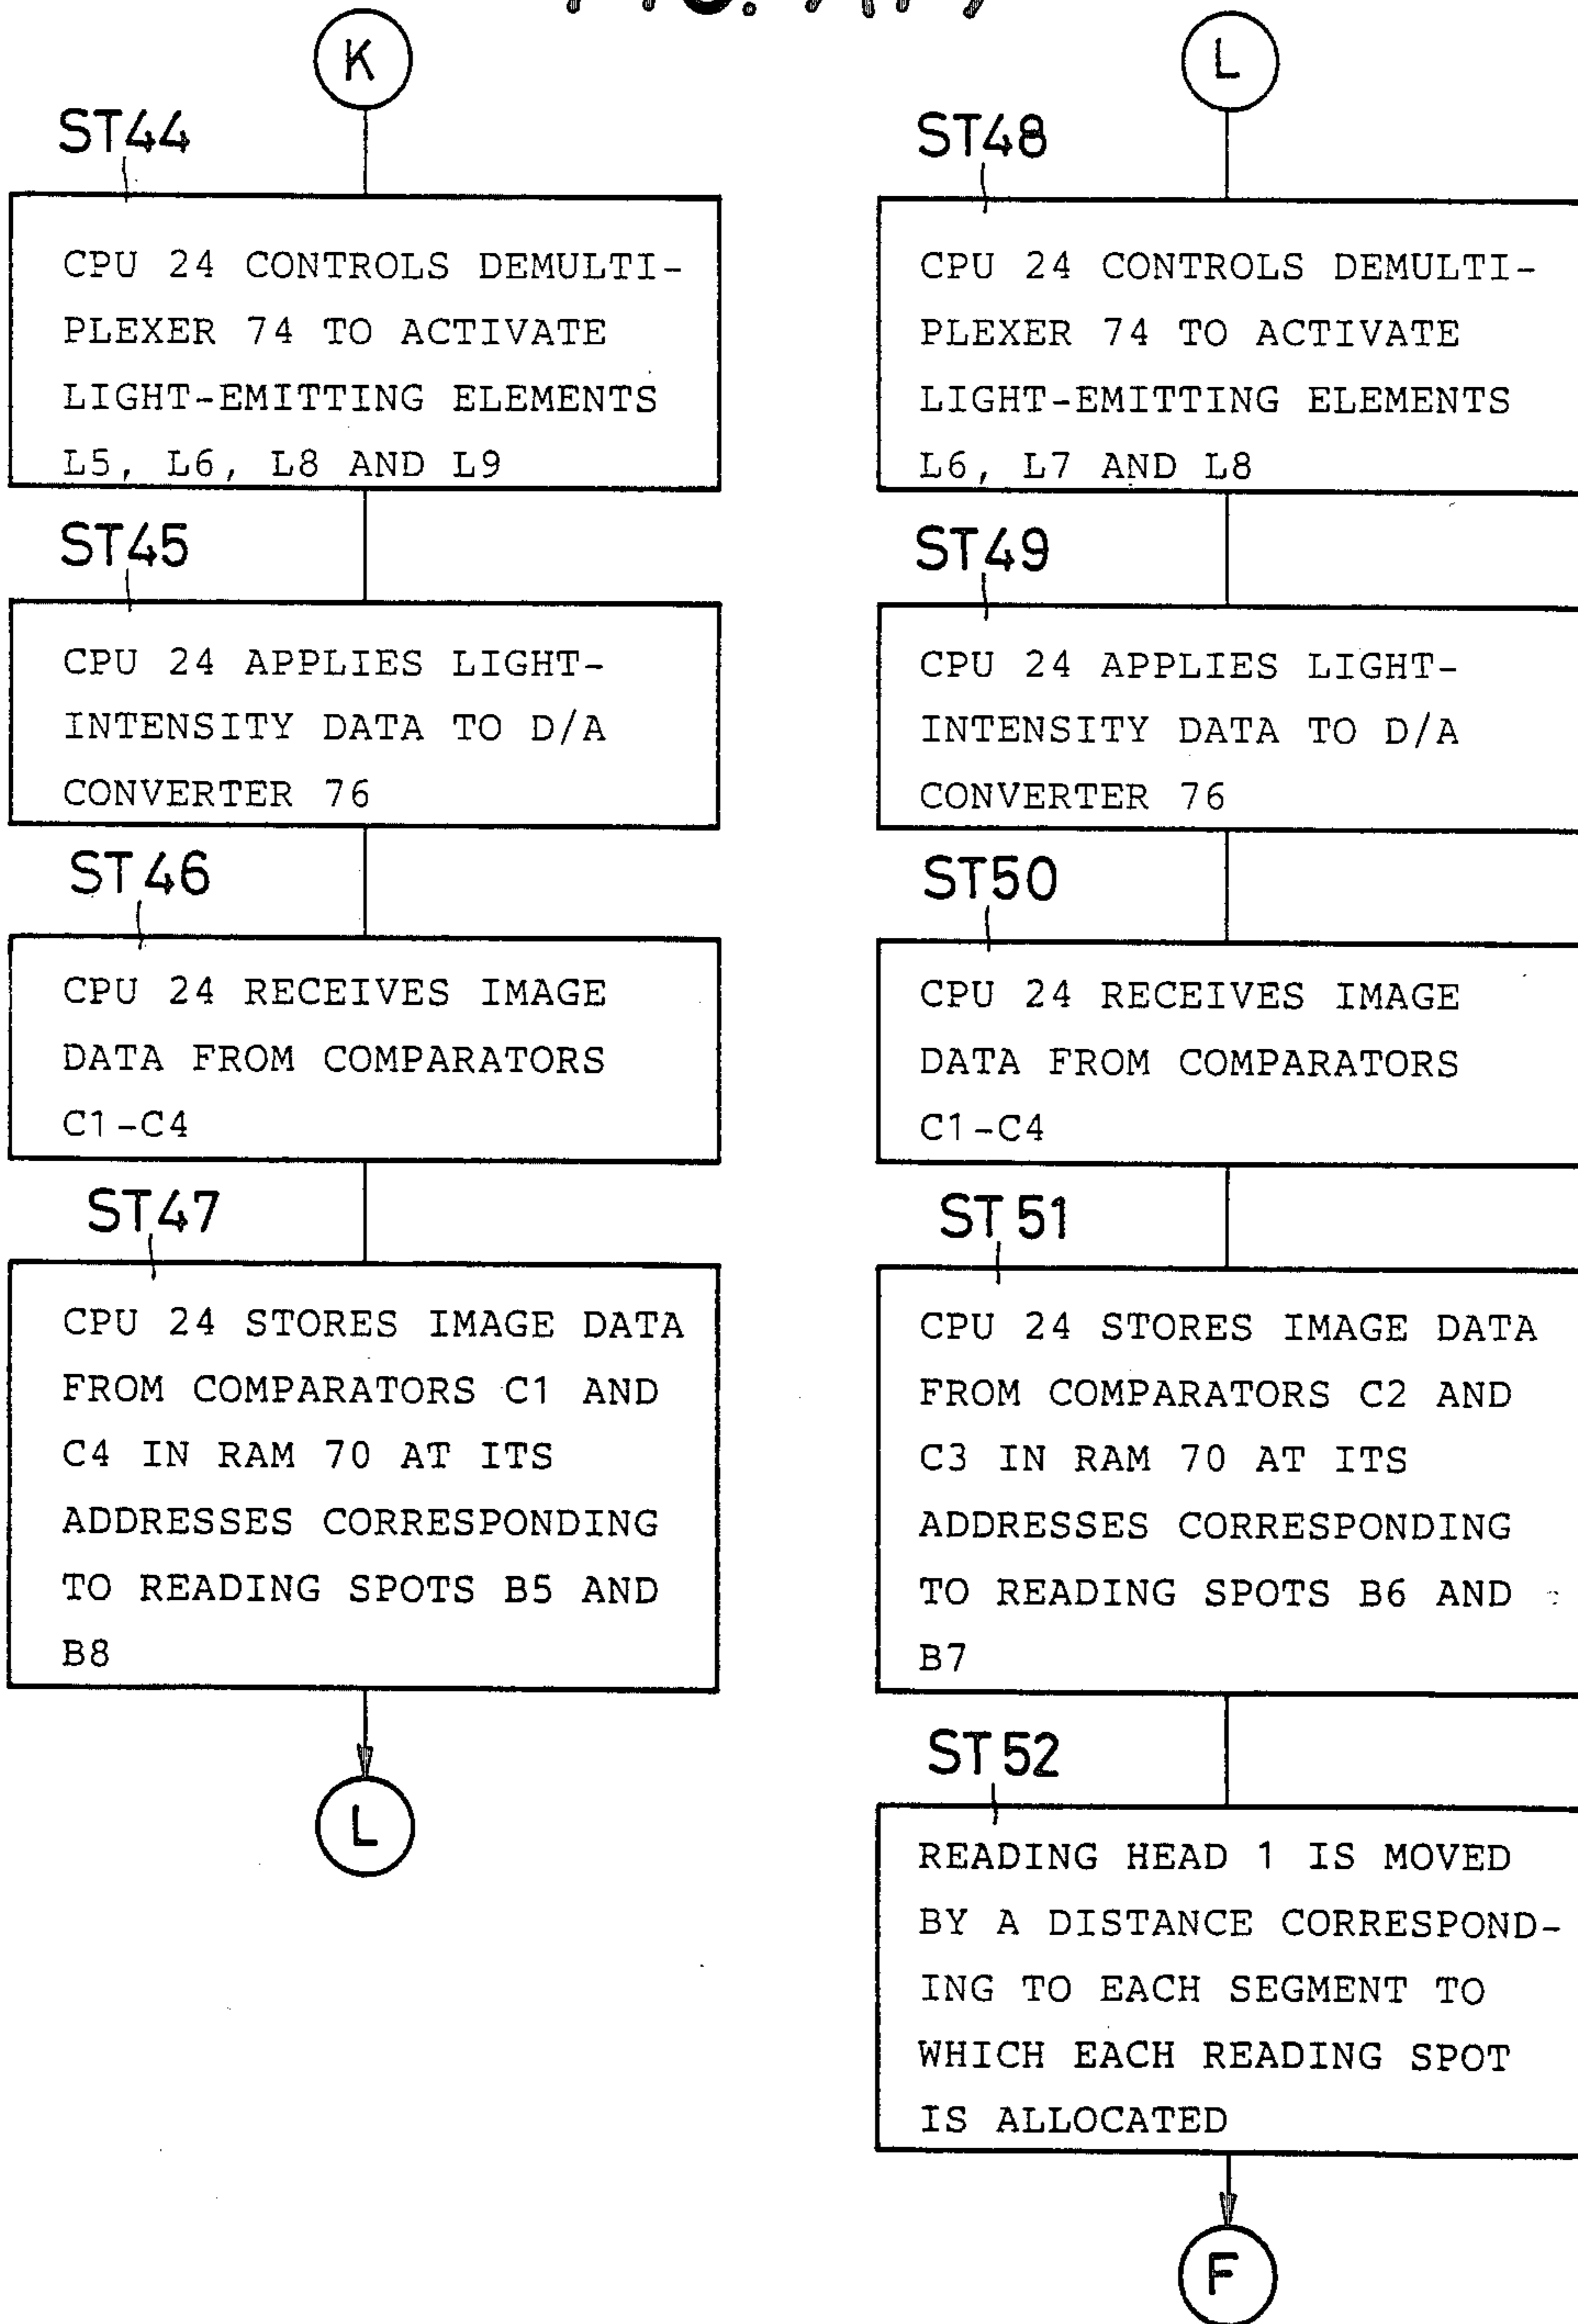 FIG.
K
ST44
CPU 24 CONTROLS DEMULTI-
PLEXER 74 TO ACTIVATE
LIGHT-EMITTING ELEMENTS
L5, L6, L8 AND L9
ST45
CPU 24 APPLIES LIGHT-
INTENSITY DATA TO D/A
CONVERTER 76
ST46
CPU 24 RECEIVES IMAGE
DATA FROM COMPARATORS
C1-C4
ST47
CPU 24 STORES IMAGE DATA
FROM COMPARATORS C1 AND
C4 IN RAM 70 AT ITS
ADDRESSES CORRESPONDING
TO READING SPOTS B5 AND
B8
L
L
ST48
CPU 24 CONTROLS DEMULTI-
PLEXER 74 TO ACTIVATE
LIGHT-EMITTING ELEMENTS
L6, L7 AND L8
ST49
CPU 24 APPLIES LIGHT-
INTENSITY DATA TO D/A
CONVERTER 76
ST50
CPU 24 RECEIVES IMAGE
DATA FROM COMPARATORS
C1-C4
ST51
CPU 24 STORES IMAGE DATA
FROM COMPARATORS C2 AND
C3 IN RAM 70 AT ITS
ADDRESSES CORRESPONDING
TO READING SPOTS B6 AND
B7
ST52
READING HEAD 1 IS MOVED
BY A DISTANCE CORRESPOND-
ING TO EACH SEGMENT TO
WHICH EACH READING SPOT
IS ALLOCATED
F